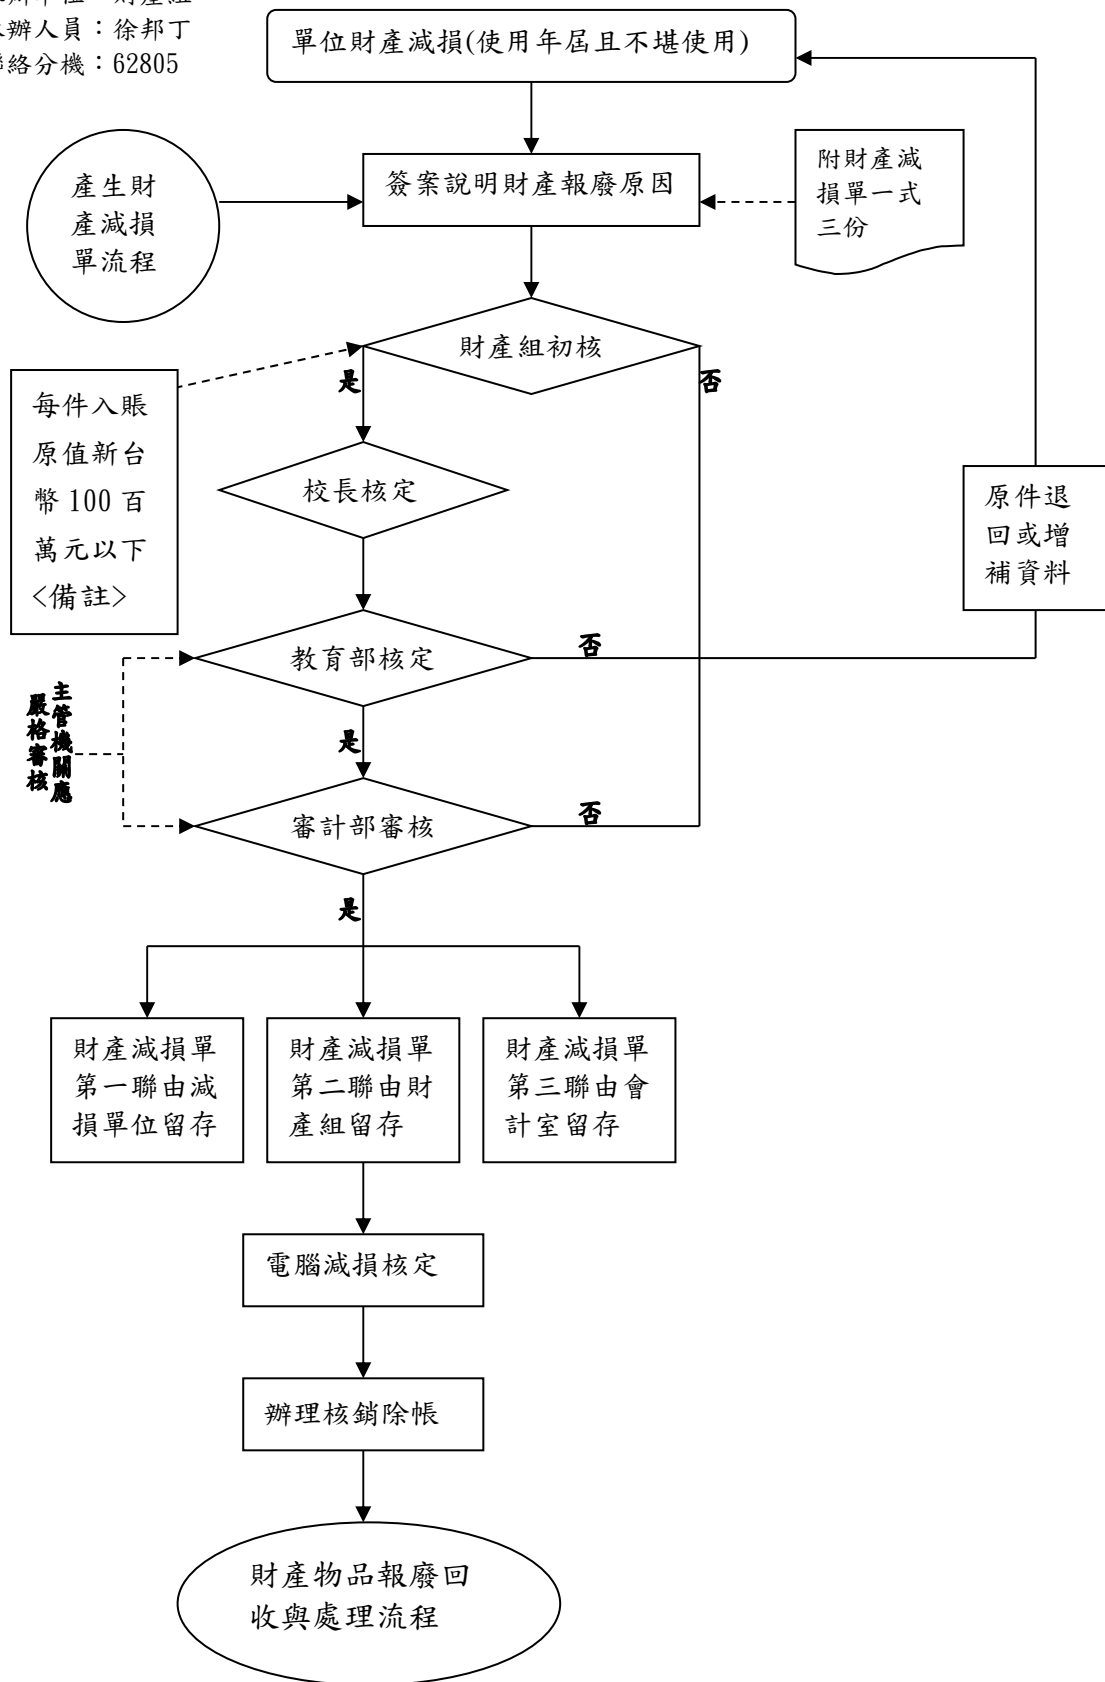 財產組
辦人員：徐邦丁
絡分機：62805
單位財產減損(使用年屆且不堪使用)
產生財
產減損
單流程
簽案說明財產報廢原因
附財產減
損單一式
三份
財產組初核
是
否
每件入賬
原值新台
幣 100 百
萬元以下
<備註>
校長核定
原件退
回或增
補資料
教育部核定
否
主管機關應
嚴格審核
是
審計部審核
否
是
財產減損單
第一聯由減
損單位留存
財產減損單
第二聯由財
產組留存
財產減損單
第三聯由會
計室留存
電腦減損核定
辦理核銷除帳
財產物品報廢回
收與處理流程